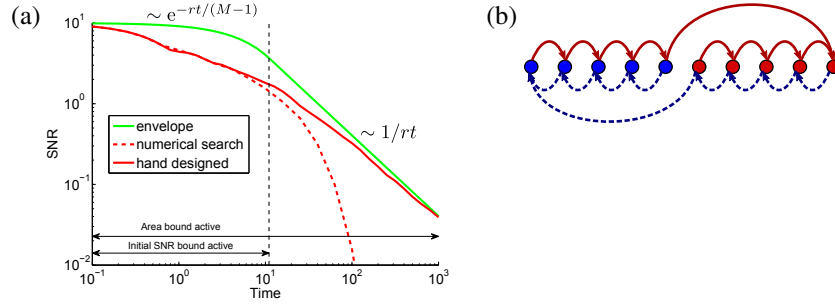 (a)
∼ e^{−rt/(M−1)}
SNR
10^1
10^0
10^{−1}
10^{−2}
envelope
numerical search
hand designed
∼ 1/rt
Area bound active
Initial SNR bound active
10^{−1} 10^0 10^1 10^2 10^3
Time
(b)